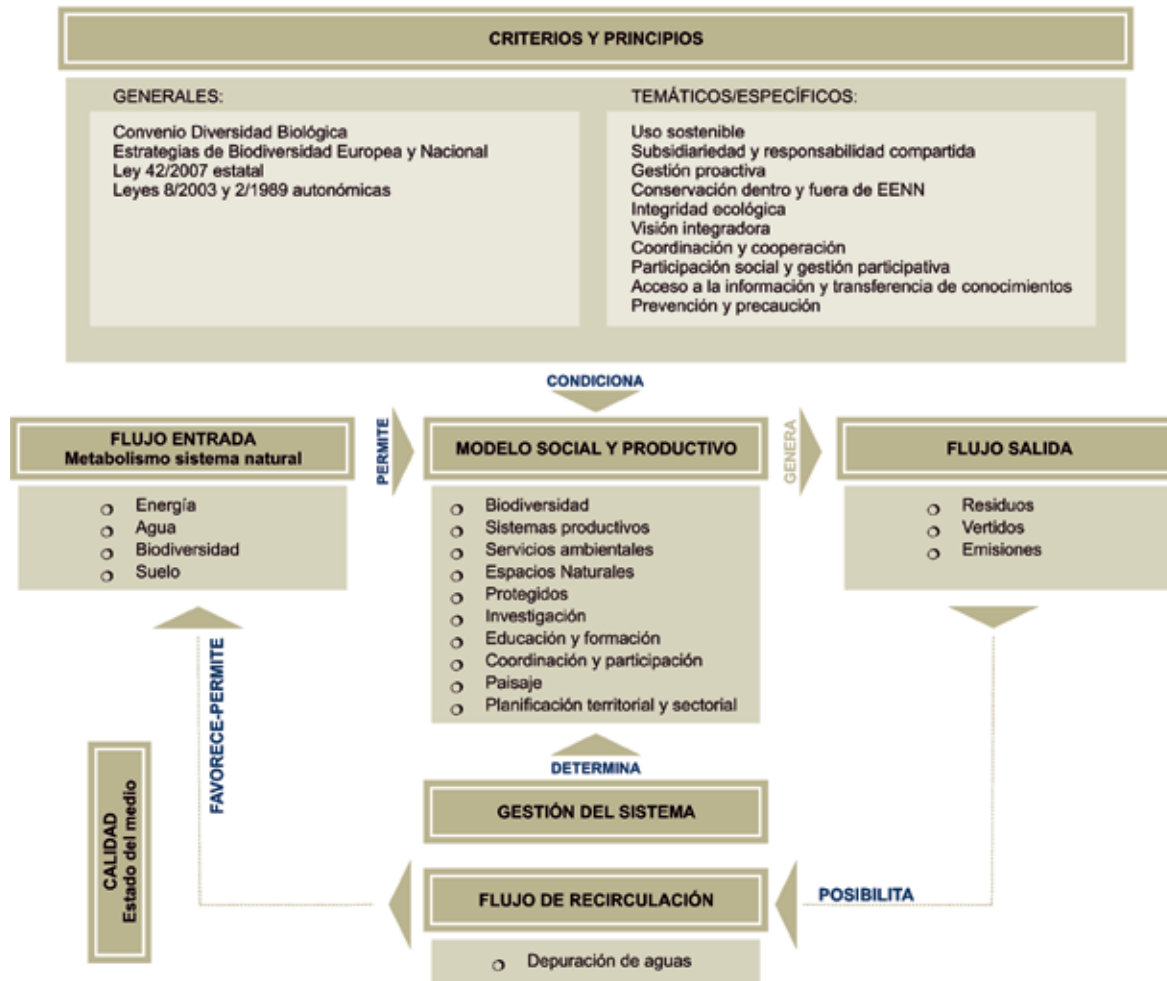 CRITERIOS Y PRINCIPIOS
GENERALES:
Convenio Diversidad Biológica
Estrategias de Biodiversidad Europea y Nacional
Ley 42/2007 estatal
Leyes 8/2003 y 2/1989 autonómicas
TEMÁTICOS/ESPECÍFICOS:
Uso sostenible
Subsidiariedad y responsabilidad compartida
Gestión proactiva
Conservación dentro y fuera de EENN
Integridad ecológica
Visión integradora
Coordinación y cooperación
Participación social y gestión participativa
Acceso a la información y transferencia de conocimientos
Prevención y precaución
CONDICIONA
FLUJO ENTRADA
Metabolismo sistema natural
Energía
Agua
Biodiversidad
Suelo
PERMITE
MODELO SOCIAL Y PRODUCTIVO
Biodiversidad
Sistemas productivos
Servicios ambientales
Espacios Naturales
Protegidos
Investigación
Educación y formación
Coordinación y participación
Paisaje
Planificación territorial y sectorial
GENERA
FLUJO SALIDA
Residuos
Vertidos
Emisiones
FAVORECE-PERMITE
CALIDAD
Estado del medio
DETERMINA
GESTIÓN DEL SISTEMA
FLUJO DE RECIRCULACIÓN
POSIBILITA
Depuración de aguas